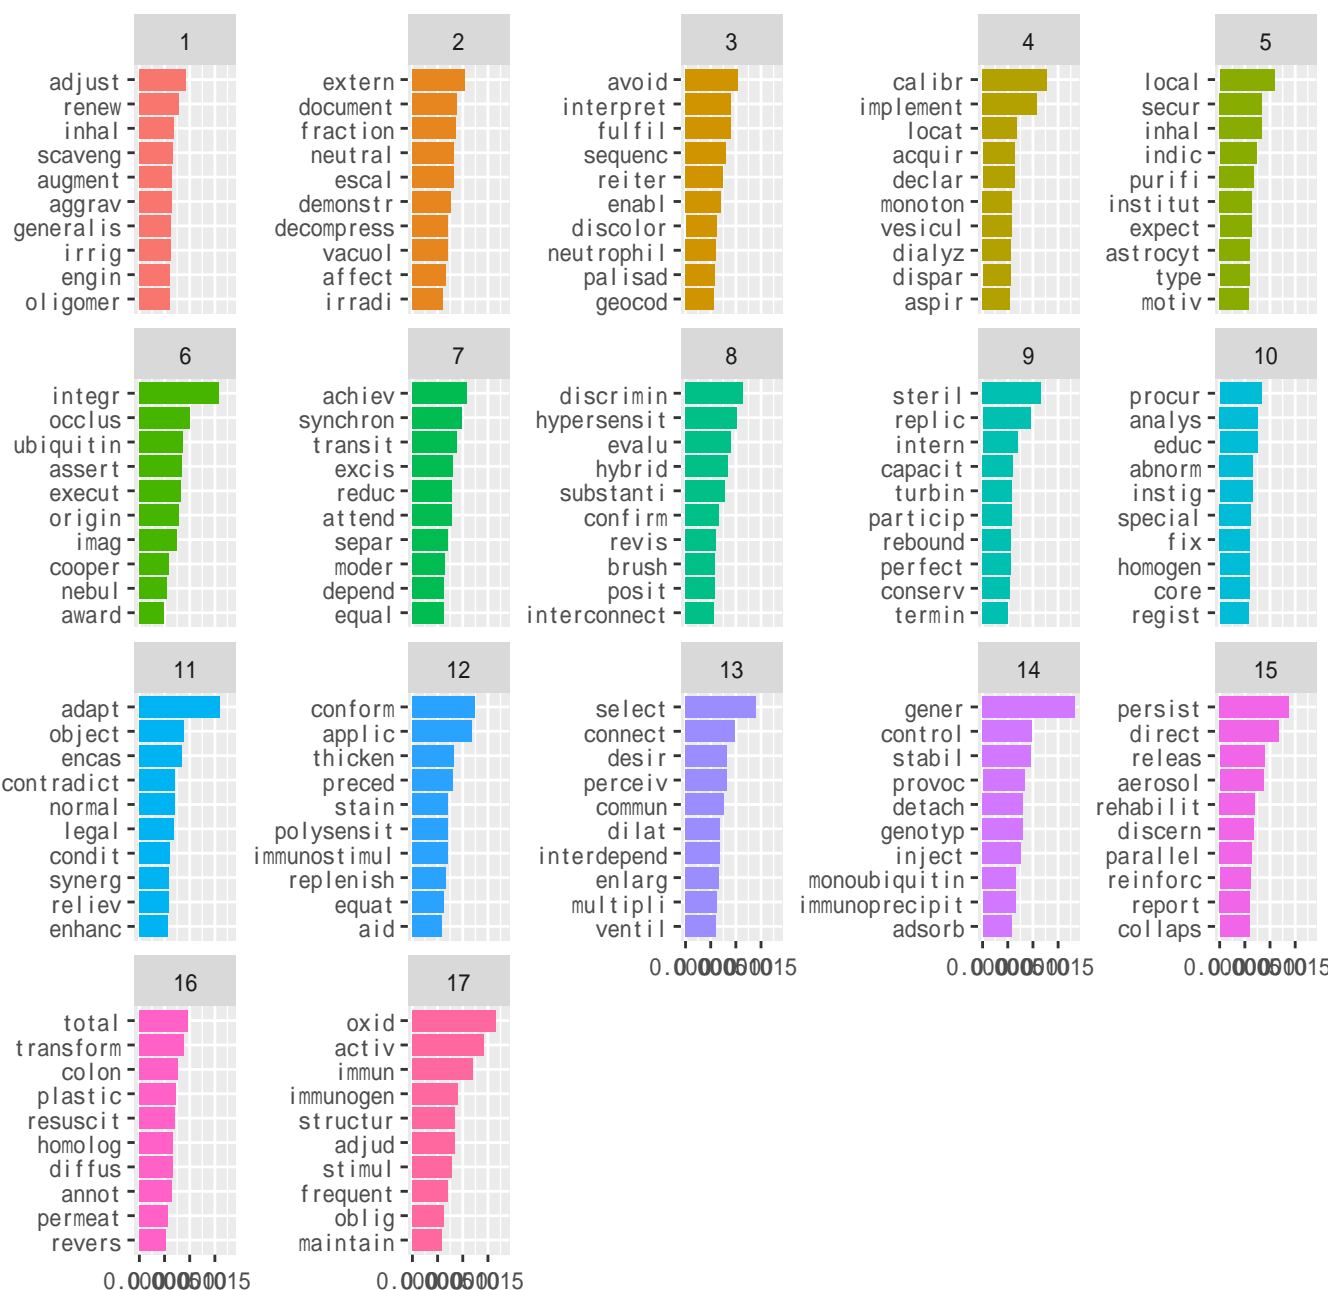 1
adjust
renew
inhal
scaveng
augment
aggrav
generalis
irrig
engin
oligomer
2
extern
document
fraction
neutral
escal
demonstr
decompress
vacuol
affect
irradi
3
avoid
interpret
fulfil
sequenc
reiter
enabl
discolor
neutrophil
palisad
geocod
4
calibr
implement
locat
acquir
declar
monoton
vesicul
dialyz
dispar
aspir
5
local
secur
inhal
indic
purifi
institut
expect
astrocyt
type
motiv
6
integr
occlus
ubiquitin
assert
execut
origin
imag
cooper
nebul
award
7
achiev
synchron
transit
excis
reduc
attend
separ
moder
depend
equal
8
discrimin
hypersensit
evalu
hybrid
substanti
confirm
revis
brush
posit
interconnect
9
steril
replic
intern
capacit
turbin
particip
rebound
perfect
conserv
termin
10
procur
analys
educ
abnorm
instig
special
fix
homogen
core
regist
11
adapt
object
encas
contradict
normal
legal
condit
synerg
reliev
enhanc
12
conform
applic
thicken
preced
stain
polysensit
immunostimul
replenish
equat
aid
13
select
connect
desir
perceiv
commun
dilat
interdepend
enlarg
multipli
ventil
14
gener
control
stabil
provoc
detach
genotyp
inject
monoubiquitin
immunoprecipit
adsorb
15
persist
direct
releas
aerosol
rehabilit
discern
parallel
reinforc
report
collaps
16
total
transform
colon
plastic
resuscit
homolog
diffus
annot
permeat
revers
17
oxid
activ
immun
immunogen
structur
adjud
stimul
frequent
oblig
maintain